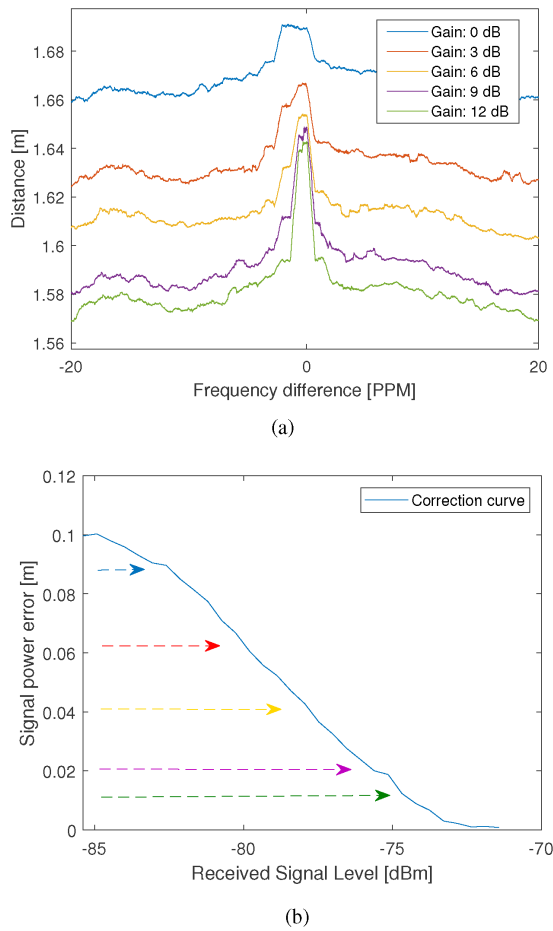 1.68
1.66
1.64
1.62
1.6
1.58
1.56
Distance [m]
Gain: 0 dB
Gain: 3 dB
Gain: 6 dB
Gain: 9 dB
Gain: 12 dB
-20
0
20
Frequency difference [PPM]
(a)
0.12
0.1
0.08
0.06
0.04
0.02
0
Signal power error [m]
Correction curve
-85
-80
-75
-70
Received Signal Level [dBm]
(b)